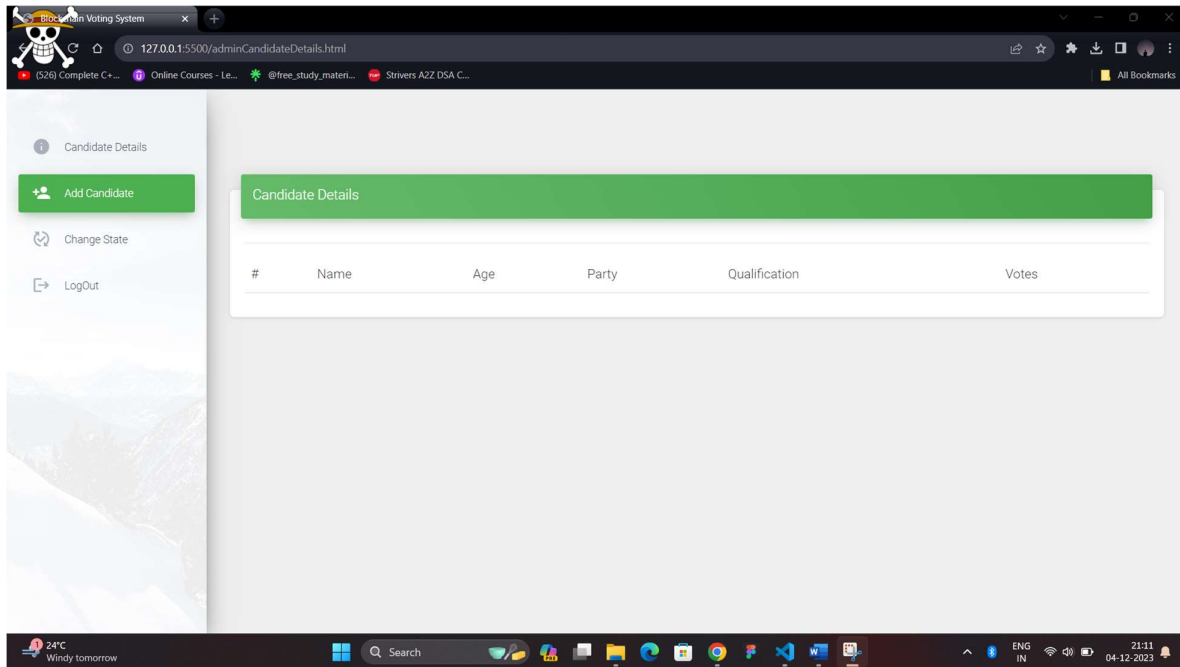 Blockchain Voting System
127.0.0.1:5500/adminCandidateDetails.html
(526) Complete C+... Online Courses - Le... @free_study_materi... Strivers A2Z DSA C... All Bookmarks
Candidate Details
Add Candidate
Change State
LogOut
Candidate Details
# Name Age Party Qualification Votes
1 24°C
Windy tomorrow
Search
PRE
ENG
IN
21:11
04-12-2023